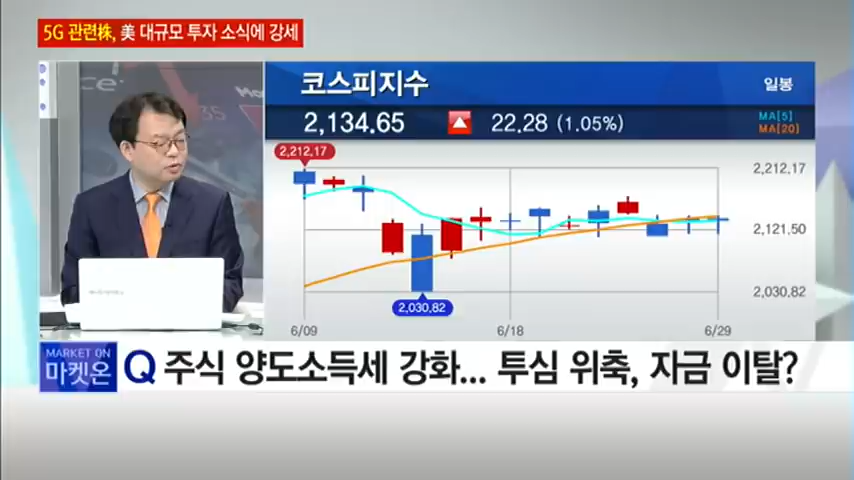 5G 관련株, 美 대규모 투자 소식에 강세
코스피지수
일봉
2,134.65
22.28 (1.05%)
MA[5]
MA[20]
2,212.17
2,212.17
2,121.50
2,030.82
2,030.82
6/09
6/18
6/29
MARKET ON
마켓온
Q 주식 양도소득세 강화... 투심 위축, 자금 이탈?